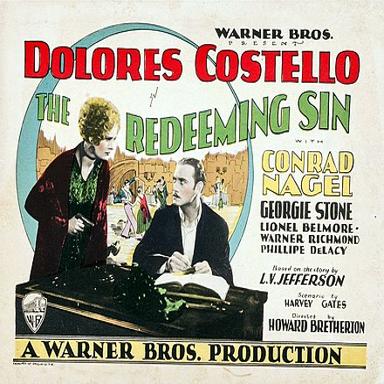 WARNER BROS.
PRESENT
DOLORES COSTELLO
IN
THE REDEEMING SIN
WITH
CONRAD
NAGEL
GEORGIE STONE
LIONEL BELMORE·
WARNER RICHMOND
PHILLIPE DELACY
Based on the story by
L.V. JEFFERSON
Scenario by
HARVEY GATES
Directed by
HOWARD BRETHERTON
A WARNER BROS. PRODUCTION